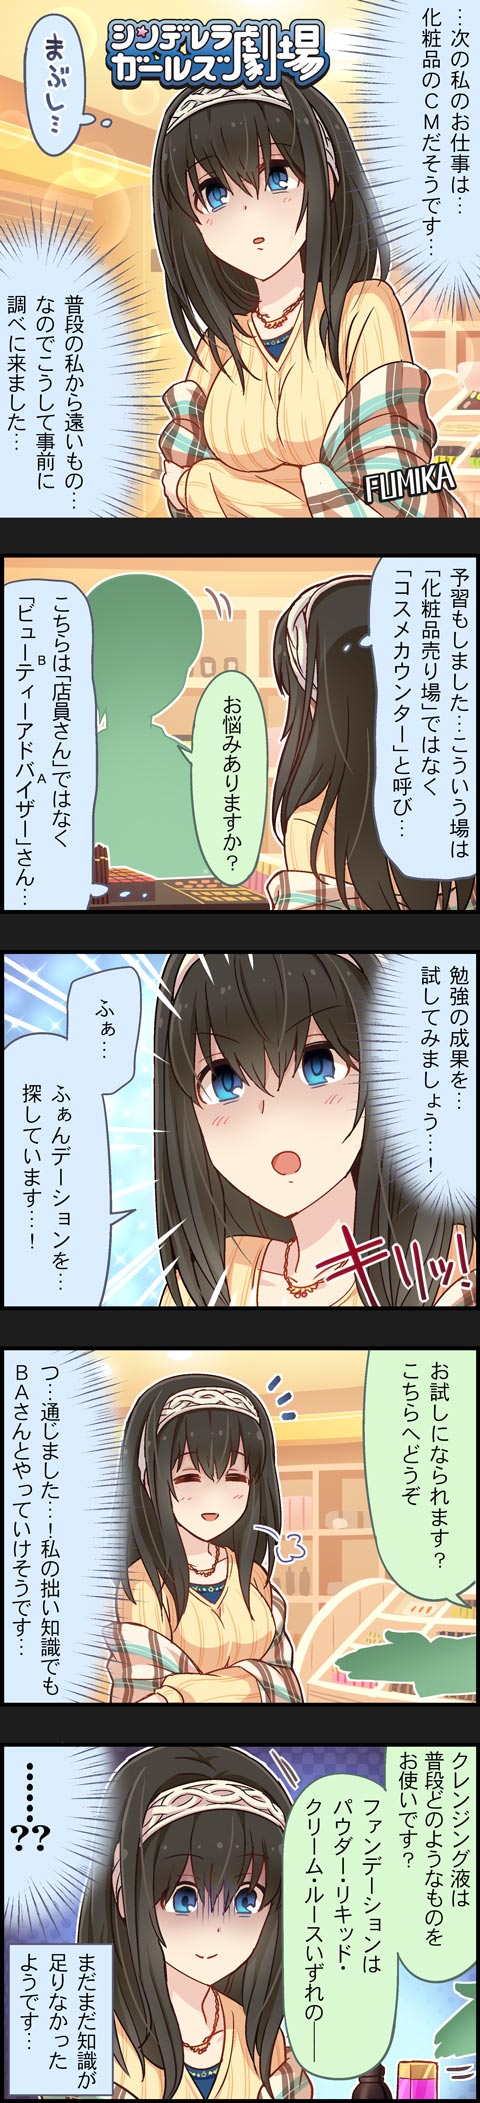 シンデレラ
ガールズ劇場
…次の私のお仕事は…
化粧品のＣＭだそうです…
まぶし…
普段の私から遠いもの…
なのでこうして事前に
調べに来ました…
FUMIKA
予習もしました…こういう場は
「化粧品売り場」ではなく
「コスメカウンター」と呼び…
お悩みありますか？
こちらは「店員さん」ではなく
「ビューティーアドバイザー」さん…
B A
勉強の成果を…
試してみましょう…！
ふぁ…
ふぁんデーションを…
探しています…！
キリッ！
お試しになられます？
こちらへどうぞ
つ…通じました…！私の拙い知識でも
ＢＡさんとやっていけそうです…
クレンジング液は
普段どのようなものを
お使いです？
ファンデーションは
パウダー・リキッド・
クリーム・ルースいずれの──
……??
まだまだ知識が
足りなかった
ようです…